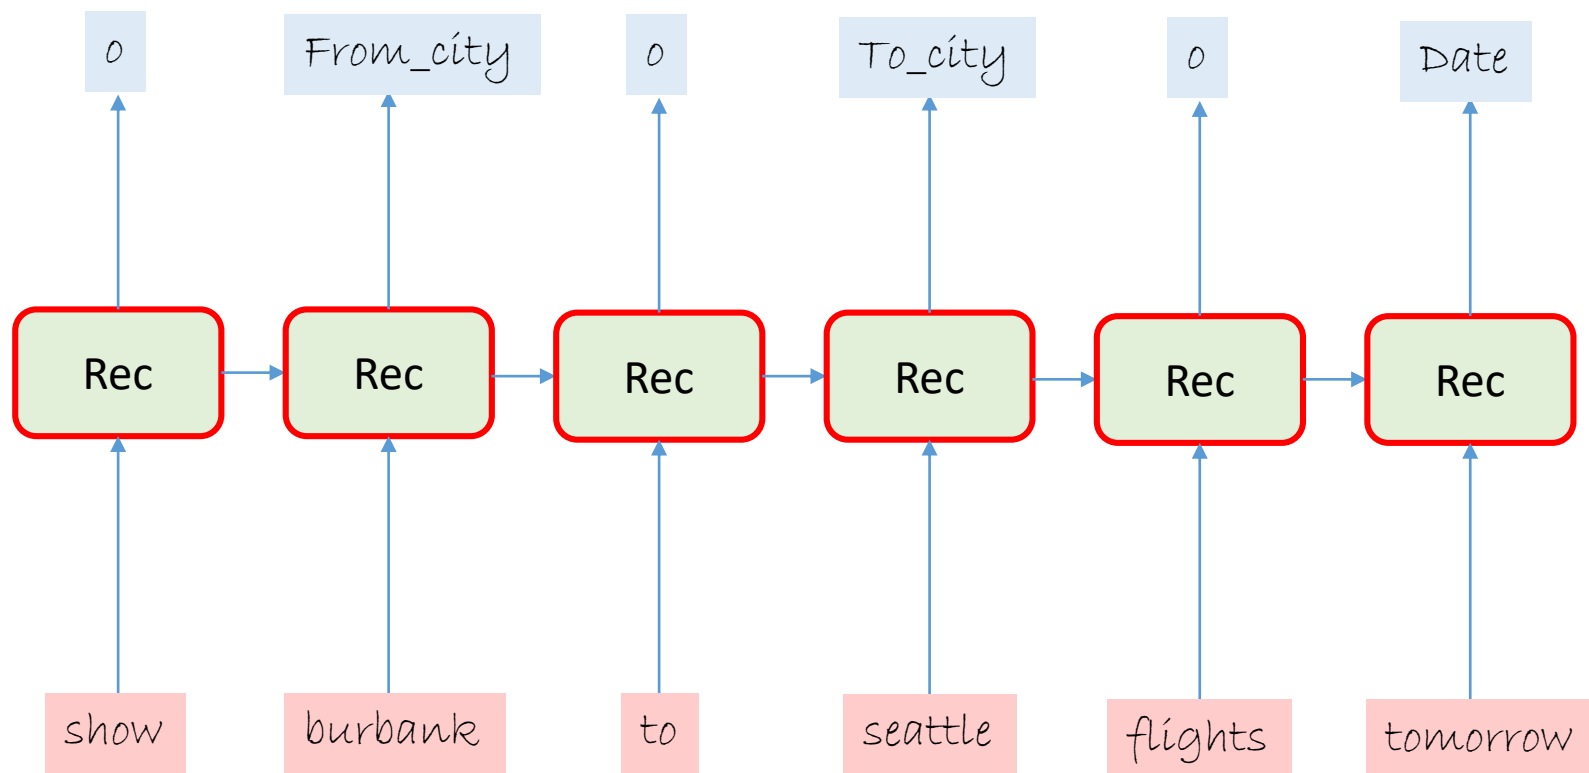 o From_city o To_city o Date
Rec Rec Rec Rec Rec Rec
show burbank to seattle flights tomorrow